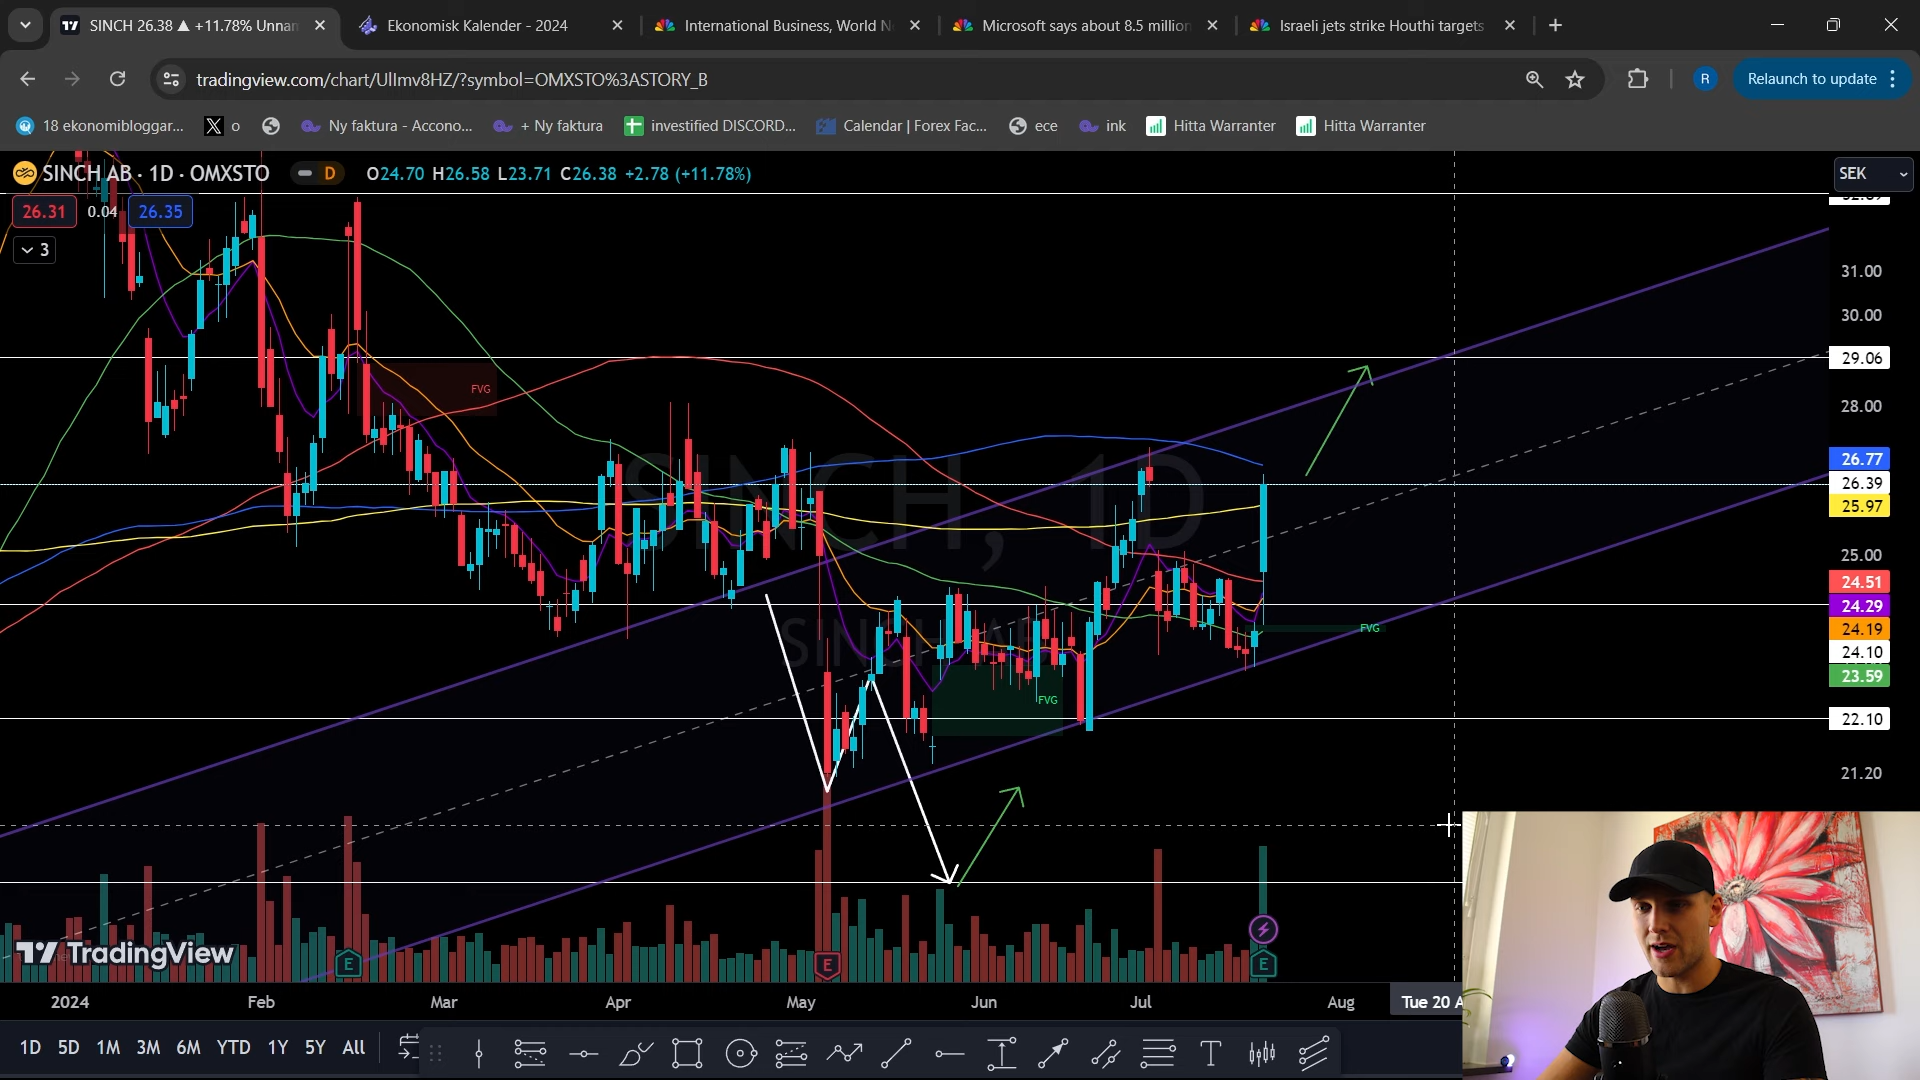 SINCH 26.38 ▲ +11.78% Unnan
Ekonomisk Kalender - 2024
International Business, World N
Microsoft says about 8.5 million
Israeli jets strike Houthi targets
tradingview.com/chart/UlImv8HZ/?symbol=OMXSTO%3ASTORY_B
R
Relaunch to update
18 ekonomibloggar...
o
Ny faktura - Accono...
+ Ny faktura
investified DISCORD...
Calendar | Forex Fac...
ece
ink
Hitta Warranter
Hitta Warranter
SINCH AB · 1D · OMXSTO
D
O24.70 H26.58 L23.71 C26.38 +2.78 (+11.78%)
SEK
26.31
0.04
26.35
3
31.00
30.00
29.06
28.00
26.77
26.39
25.97
25.00
24.51
24.29
24.19
24.10
23.59
22.10
21.20
FVG
FVG
FVG
SINCH, 1D
SINCH AB
E
E
E
TradingView
2024
Feb
Mar
Apr
May
Jun
Jul
Aug
Tue 20 A
1D
5D
1M
3M
6M
YTD
1Y
5Y
All